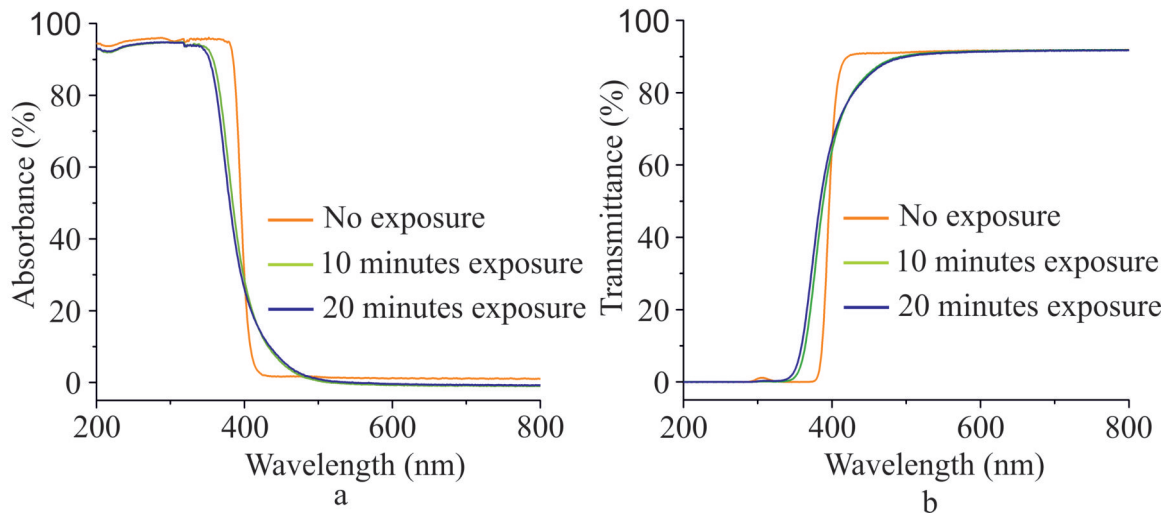 100
80
60
40
20
0
Absorbance (%)
No exposure
10 minutes exposure
20 minutes exposure
200
400
600
800
Wavelength (nm)
a
100
80
60
40
20
0
Transmittance (%)
No exposure
10 minutes exposure
20 minutes exposure
200
400
600
800
Wavelength (nm)
b